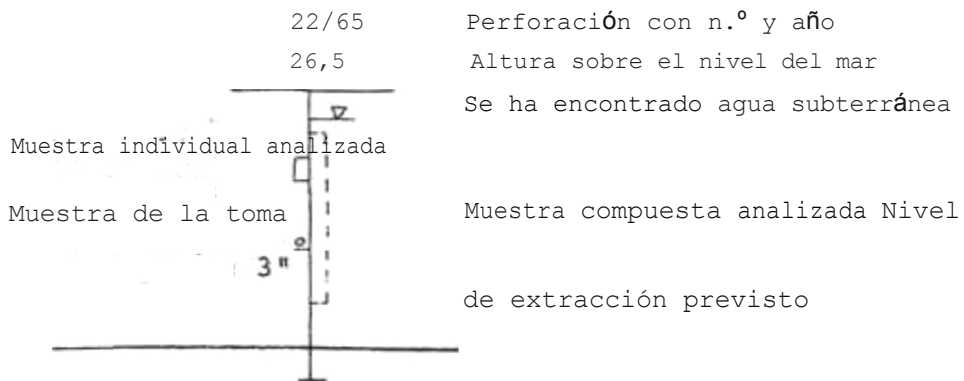 22/65 Perforación con n.º y año
26,5 Altura sobre el nivel del mar
Se ha encontrado agua subterránea
Muestra individual analizada
Muestra de la toma
Muestra compuesta analizada Nivel
3"
de extracción previsto